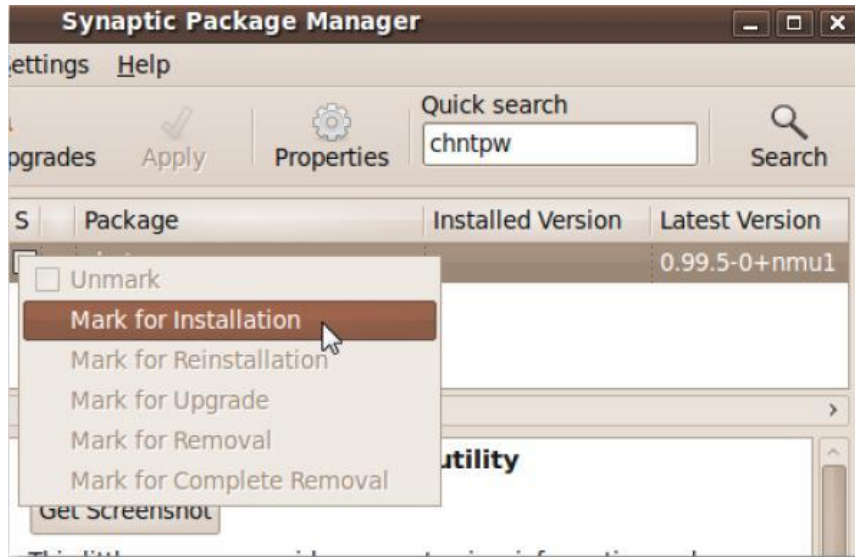 Synaptic Package Manager
Settings Help
pgrades Apply Properties Quick search
chntpw
Search
S Package Installed Version Latest Version
0.99.5-0+nmu1
Unmark
Mark for Installation
Mark for Reinstallation
Mark for Upgrade
Mark for Removal
Mark for Complete Removal
utility
Get Screenshot